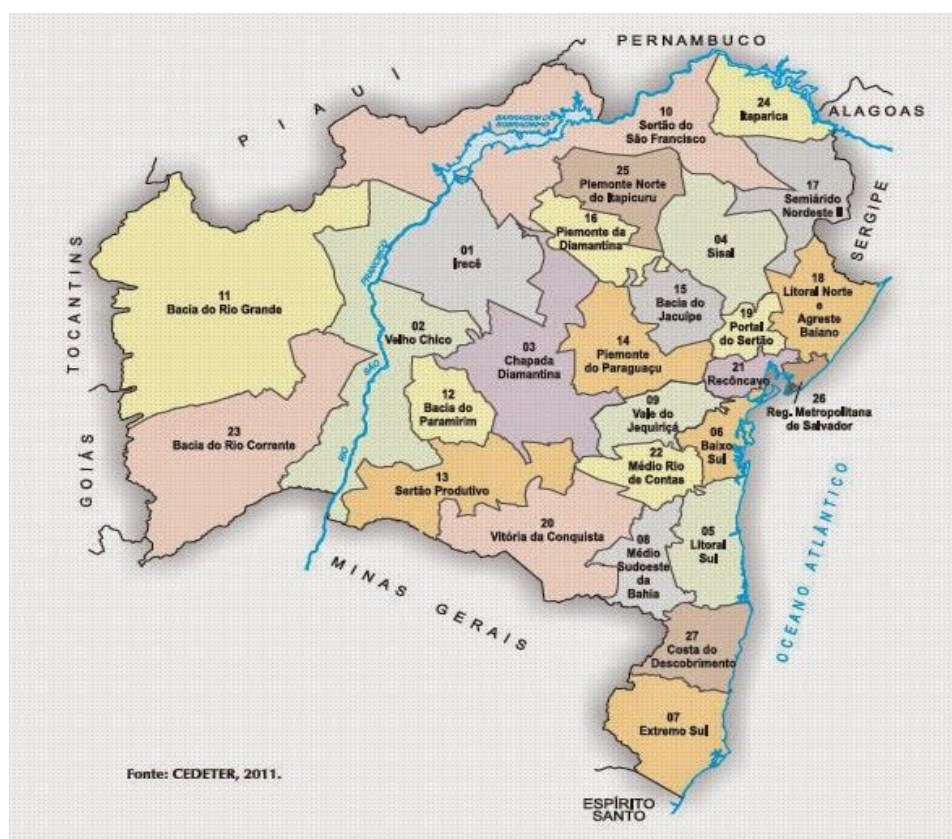 PERNAMBUCO
PIAUI
ALAGOAS
SERGIPE
TOCANTINS
GOIÁS
MINAS GERAIS
ESPÍRITO
SANTO
OCEANO ATLÂNTICO
BARRAGEM DO
SOBRADINHO
RIO
SÃO
FRANCISCO
24
Itaparica
10
Sertão do
São Francisco
25
Piemonte Norte
do Itapicuru
17
Semiárido
Nordeste II
16
Piemonte da
Diamantina
04
Sisal
01
Irecê
11
Bacia do Rio Grande
18
Litoral Norte
e
Agreste
Baiano
15
Bacia do
Jacuípe
19
Portal
do Sertão
02
Velho Chico
03
Chapada
Diamantina
14
Piemonte
do Paraguaçu
21
Recôncavo
26
Reg. Metropolitana
de Salvador
12
Bacia do
Paramirim
09
Vale do
Jequiriçá
06
Baixo
Sul
23
Bacia do Rio Corrente
22
Médio Rio
de Contas
13
Sertão Produtivo
20
Vitória da Conquista
08
Médio
Sudoeste
da
Bahia
05
Litoral
Sul
27
Costa do
Descobrimento
07
Extremo Sul
Fonte: CEDETER, 2011.